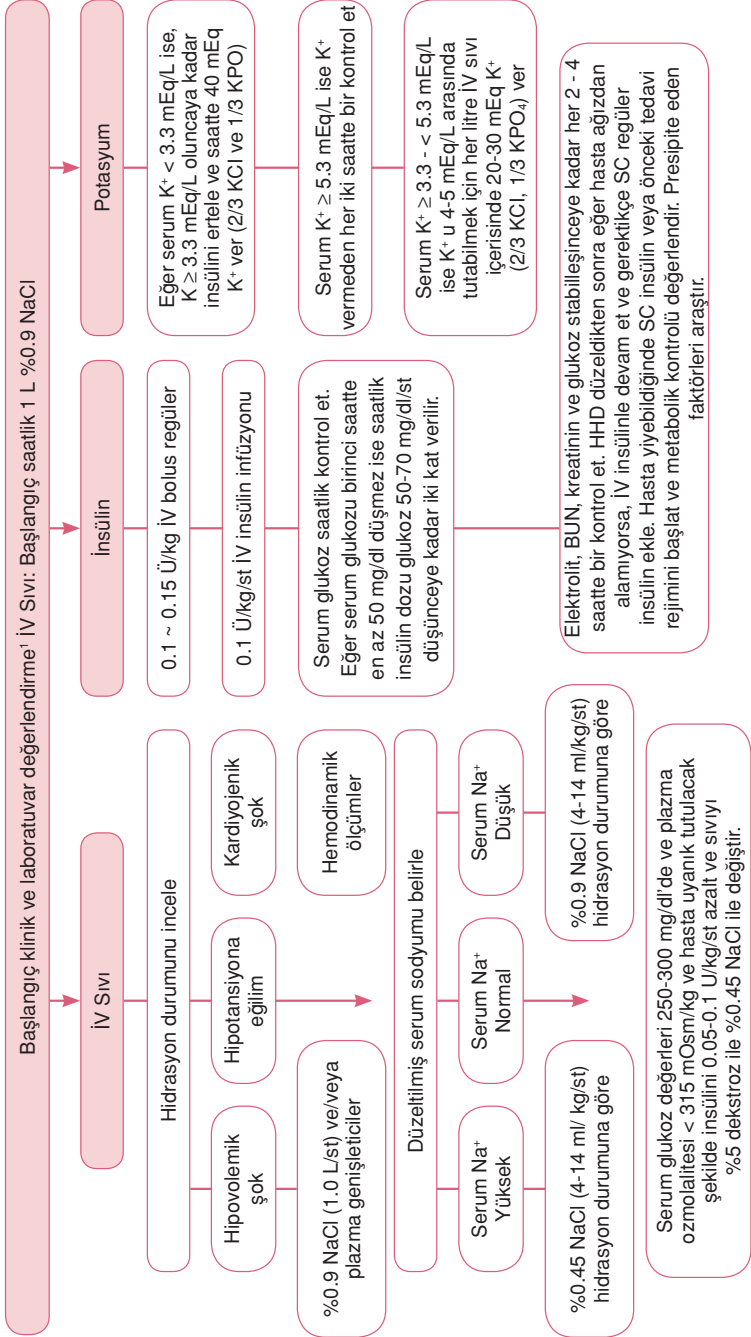 Başlangıç klinik ve laboratuvar değerlendirme¹ İV Sıvı: Başlangıç saatlik 1 L %0.9 NaCl
İV Sıvı
Hidrasyon durumunu incele
Hipovolemik
şok
Hipotansiyona
eğilim
Kardiyojenik
şok
%0.9 NaCl (1.0 L/st) ve/veya
plazma genişleticiler
Hemodinamik
ölçümler
Düzeltilmiş serum sodyumu belirle
Serum Na⁺
Yüksek
Serum Na⁺
Normal
Serum Na⁺
Düşük
%0.45 NaCl (4-14 ml/ kg/st)
hidrasyon durumuna göre
%0.9 NaCl (4-14 ml/kg/st)
hidrasyon durumuna göre
Serum glukoz değerleri 250-300 mg/dl'de ve plazma
ozmolalitesi < 315 mOsm/kg ve hasta uyanık tutulacak
şekilde insülini 0.05-0.1 U/kg/st azalt ve sıvıyı
%5 dekstroz ile %0.45 NaCl ile değiştir.
İnsülin
0.1 ~ 0.15 Ü/kg İV bolus regüler
0.1 Ü/kg/st İV insülin infüzyonu
Serum glukoz saatlik kontrol et.
Eğer serum glukozu birinci saatte
en az 50 mg/dl düşmez ise saatlik
insülin dozu glukoz 50-70 mg/dl/st
düşünceye kadar iki kat verilir.
Potasyum
Eğer serum K⁺ < 3.3 mEq/L ise,
K ≥ 3.3 mEq/L oluncaya kadar
insülini ertele ve saatte 40 mEq
K⁺ ver (2/3 KCl ve 1/3 KPO)
Serum K⁺ ≥ 5.3 mEq/L ise K⁺
vermeden her iki saatte bir kontrol et
Serum K⁺ ≥ 3.3 - < 5.3 mEq/L
ise K⁺ u 4-5 mEq/L arasında
tutabilmek için her litre İV sıvı
içerisinde 20-30 mEq K⁺
(2/3 KCl, 1/3 KPO₄) ver
Elektrolit, BUN, kreatinin ve glukoz stabilleşinceye kadar her 2 - 4
saatte bir kontrol et. HHD düzeldikten sonra eğer hasta ağızdan
alamıyorsa, İV insülinle devam et ve gerektikçe SC regüler
insülin ekle. Hasta yiyebildiğinde SC insülin veya önceki tedavi
rejimini başlat ve metabolik kontrolü değerlendir. Presipite eden
faktörleri araştır.